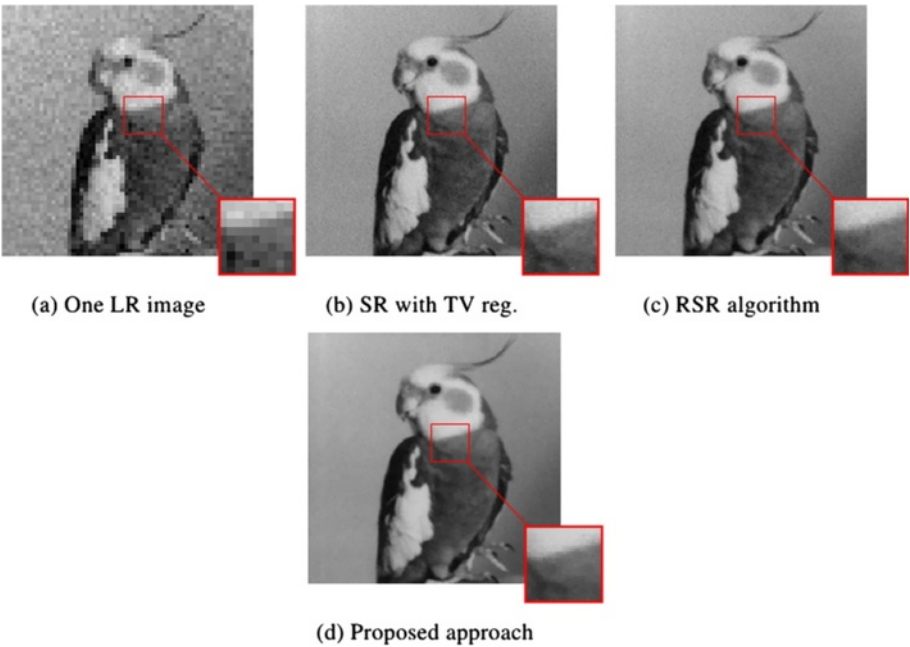 (a) One LR image
(b) SR with TV reg.
(c) RSR algorithm
(d) Proposed approach